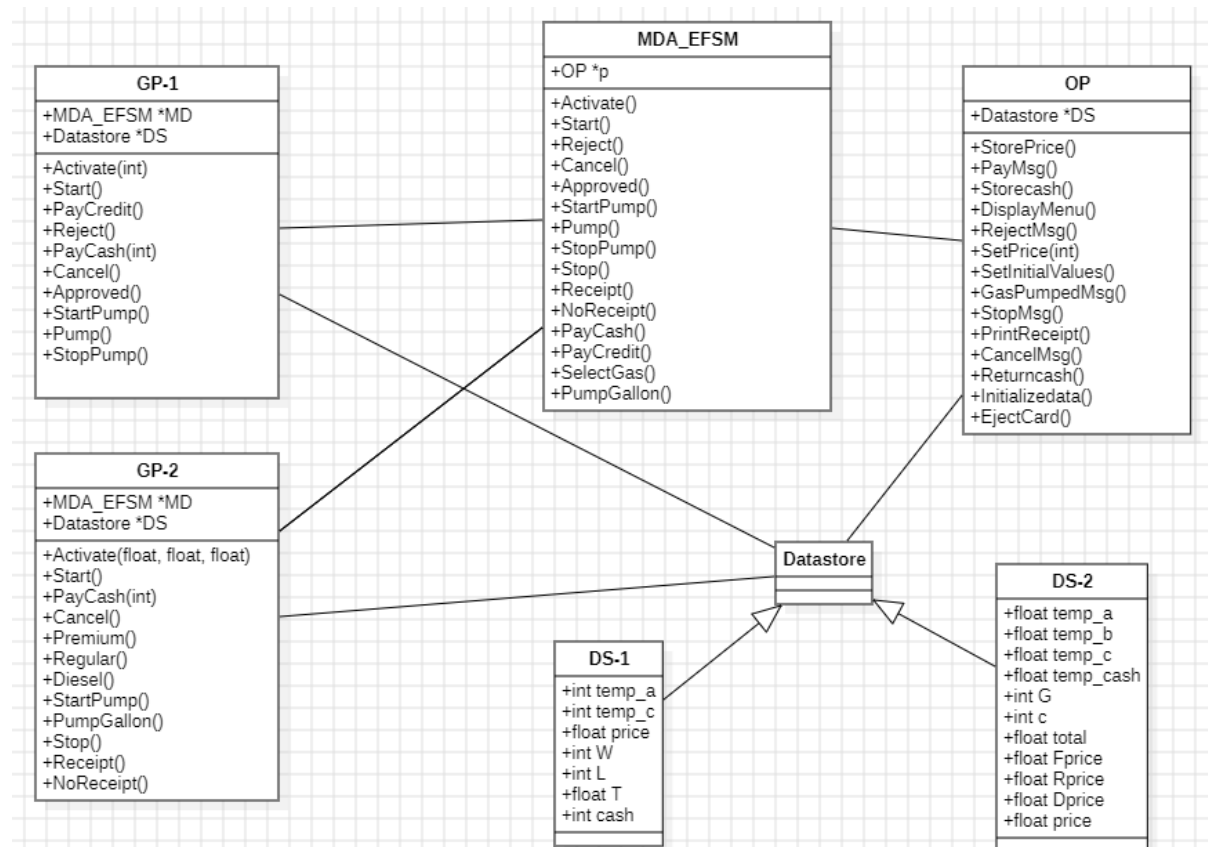 GP-1
+MDA_EFSM *MD
+Datastore *DS
+Activate(int)
+Start()
+PayCredit()
+Reject()
+PayCash(int)
+Cancel()
+Approved()
+StartPump()
+Pump()
+StopPump()
MDA_EFSM
+OP *p
+Activate()
+Start()
+Reject()
+Cancel()
+Approved()
+StartPump()
+Pump()
+StopPump()
+Stop()
+Receipt()
+NoReceipt()
+PayCash()
+PayCredit()
+SelectGas()
+PumpGallon()
OP
+Datastore *DS
+StorePrice()
+PayMsg()
+Storecash()
+DisplayMenu()
+RejectMsg()
+SetPrice(int)
+SetInitialValues()
+GasPumpedMsg()
+StopMsg()
+PrintReceipt()
+CancelMsg()
+Returncash()
+Initializedata()
+EjectCard()
GP-2
+MDA_EFSM *MD
+Datastore *DS
+Activate(float, float, float)
+Start()
+PayCash(int)
+Cancel()
+Premium()
+Regular()
+Diesel()
+StartPump()
+PumpGallon()
+Stop()
+Receipt()
+NoReceipt()
Datastore
DS-1
+int temp_a
+int temp_c
+float price
+int W
+int L
+float T
+int cash
DS-2
+float temp_a
+float temp_b
+float temp_c
+float temp_cash
+int G
+int c
+float total
+float Fprice
+float Rprice
+float Dprice
+float price